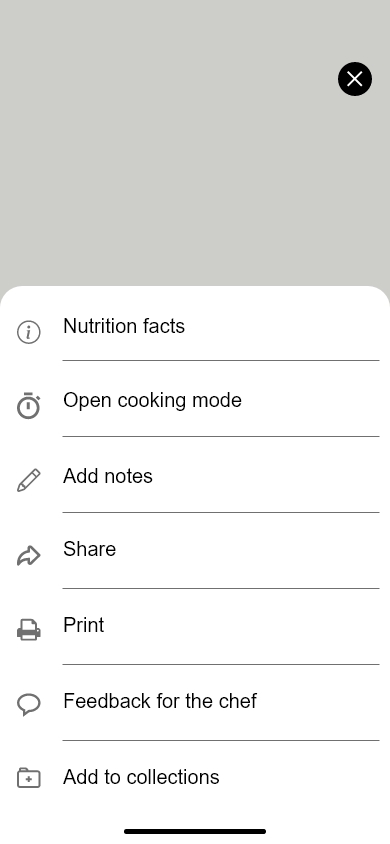 Nutrition facts
Open cooking mode
Add notes
Share
Print
Feedback for the chef
Add to collections